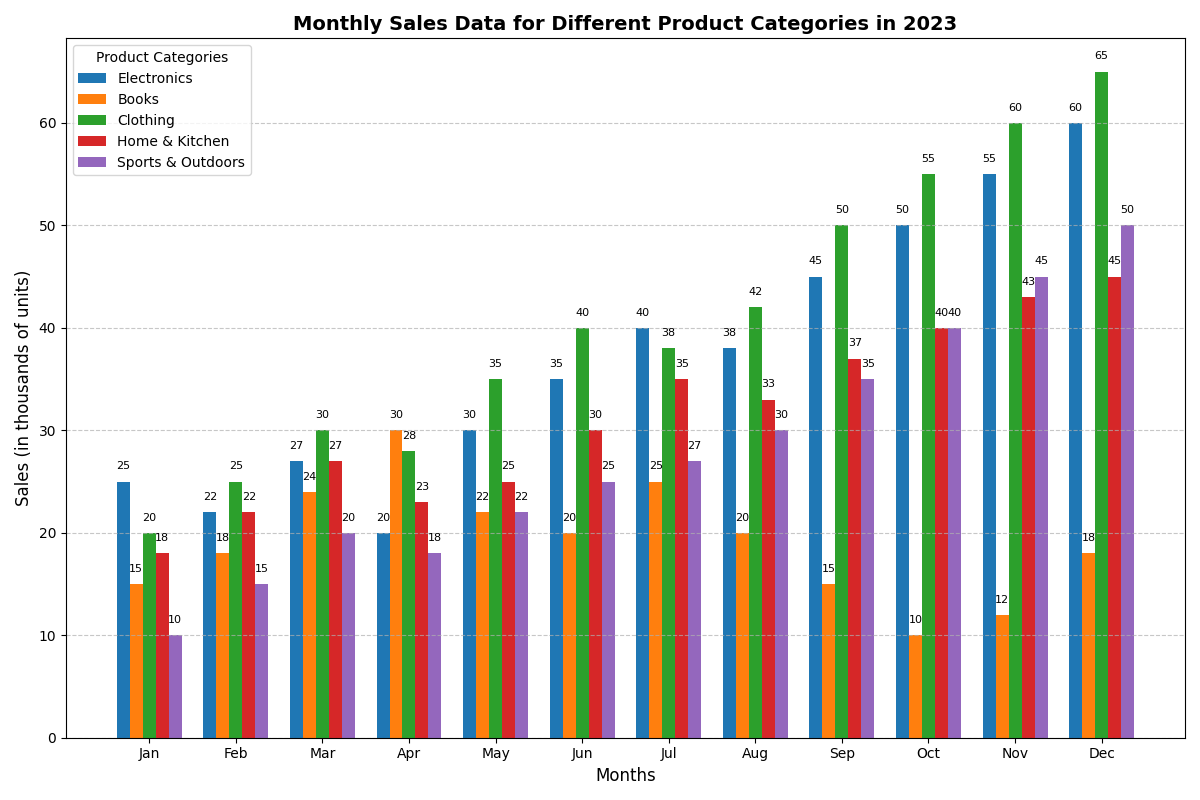 Monthly Sales Data for Different Product Categories in 2023
Product Categories
Electronics
Books
Clothing
Home & Kitchen
Sports & Outdoors
Sales (in thousands of units)
60
50
40
30
20
10
0
25 15 20 18 10
22 18 25 22 15
27 24 30 27 20
20 30 28 23 18
30 22 35 25 22
35 20 40 30 25
40 25 38 35 27
38 20 42 33 30
45 15 50 37 35
50 10 55 40 40
55 12 60 43 45
60 18 65 45 50
Jan Feb Mar Apr May Jun Jul Aug Sep Oct Nov Dec
Months